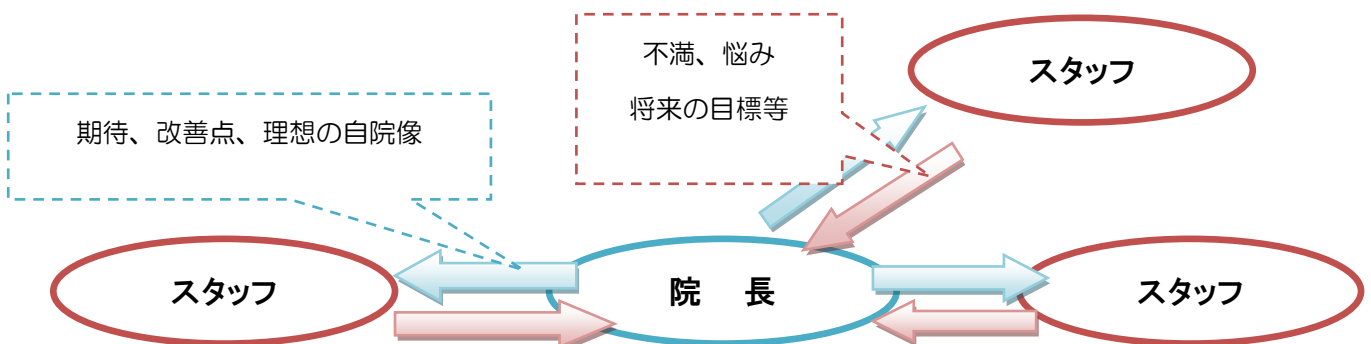 不満、悩み
将来の目標等
スタッフ
期待、改善点、理想の自院像
スタッフ
院　長
スタッフ